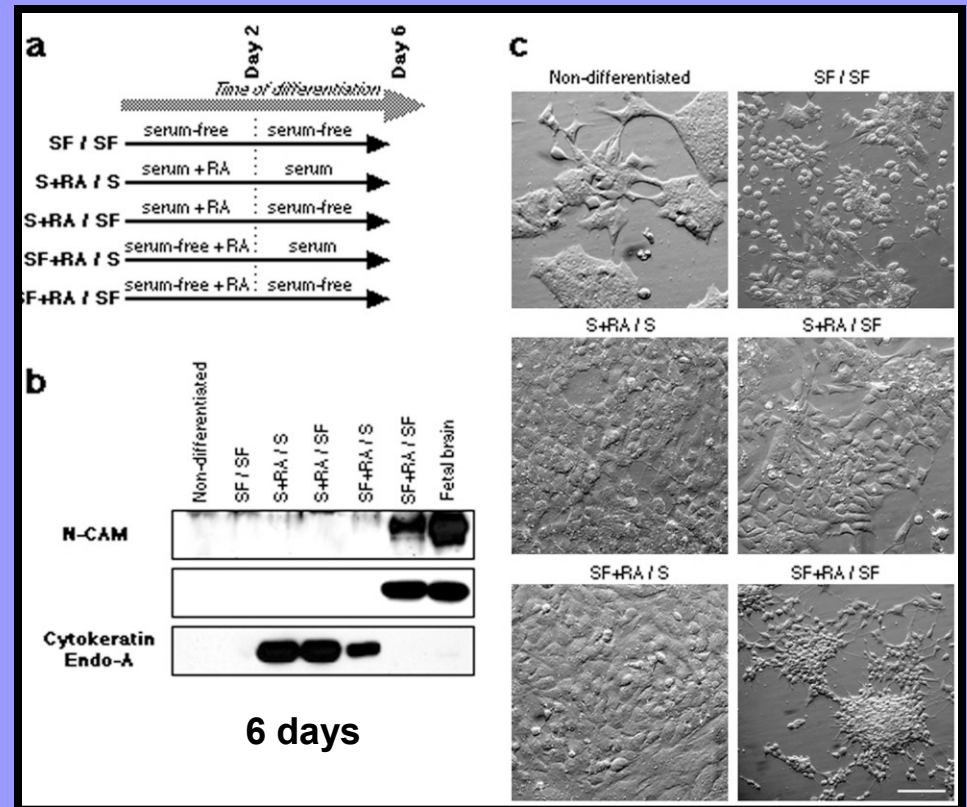 a
Day 2
Day 6
Time of differentiation
SF / SF serum-free serum-free
S+RA / S serum + RA serum
S+RA / SF serum + RA serum-free
SF+RA / S serum-free + RA serum
F+RA / SF serum-free + RA serum-free
b
Non-differentiated
SF / SF
S+RA / S
S+RA / SF
SF+RA / S
SF+RA / SF
Fetal brain
N-CAM
Cytokeratin
Endo-A
6 days
c
Non-differentiated SF / SF
S+RA / S S+RA / SF
SF+RA / S SF+RA / SF